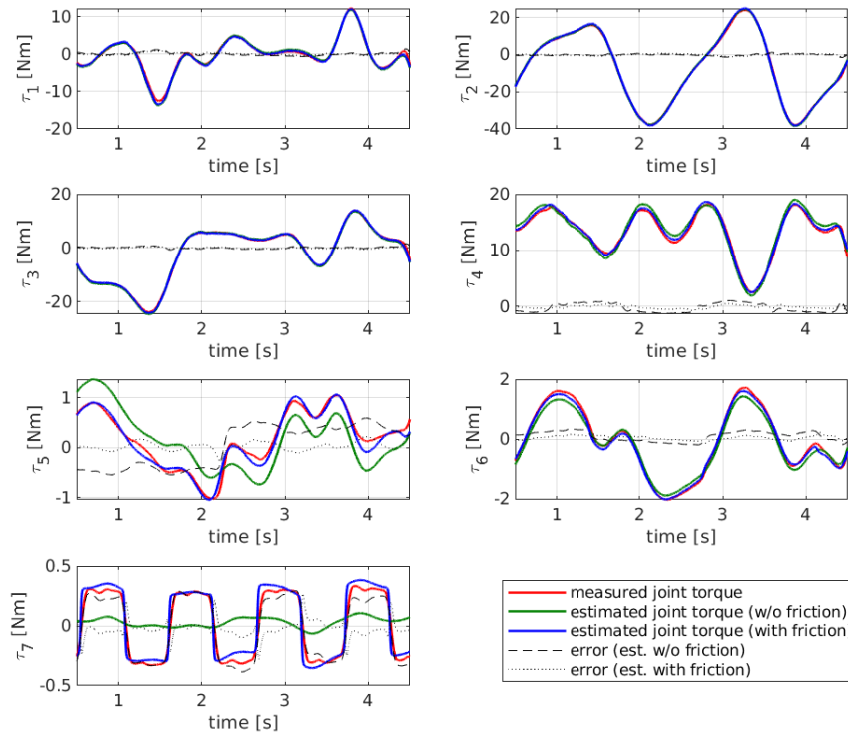 10
0
-10
-20
τ1 [Nm]
1 2 3 4
time [s]
20
0
-20
-40
τ2 [Nm]
1 2 3 4
time [s]
20
0
-20
τ3 [Nm]
1 2 3 4
time [s]
20
10
0
τ4 [Nm]
1 2 3 4
time [s]
1
0
-1
τ5 [Nm]
1 2 3 4
time [s]
2
0
-2
τ6 [Nm]
1 2 3 4
time [s]
0.5
0
-0.5
τ7 [Nm]
1 2 3 4
time [s]
measured joint torque
estimated joint torque (w/o friction)
estimated joint torque (with friction)
error (est. w/o friction)
error (est. with friction)